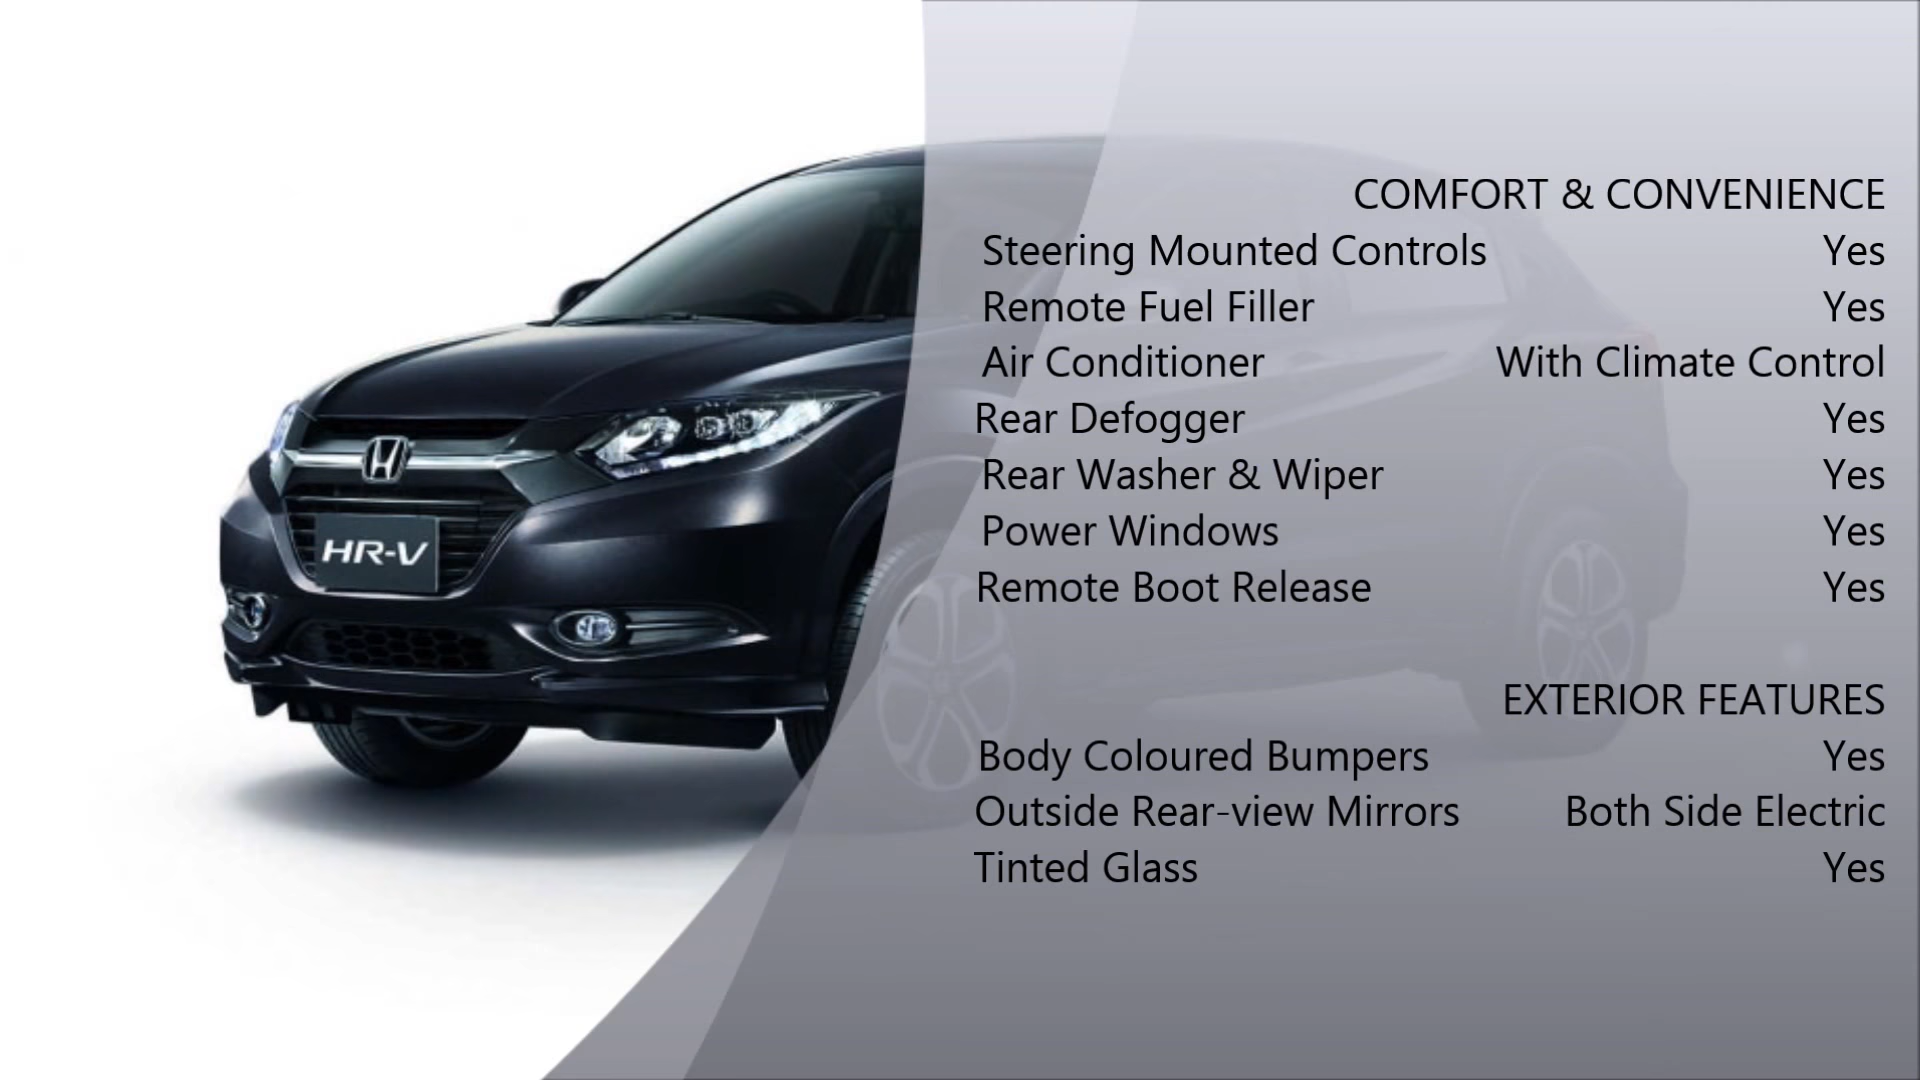 COMFORT & CONVENIENCE
Steering Mounted Controls Yes
Remote Fuel Filler Yes
Air Conditioner With Climate Control
Rear Defogger Yes
Rear Washer & Wiper Yes
Power Windows Yes
Remote Boot Release Yes
EXTERIOR FEATURES
Body Coloured Bumpers Yes
Outside Rear-view Mirrors Both Side Electric
Tinted Glass Yes
HR-V